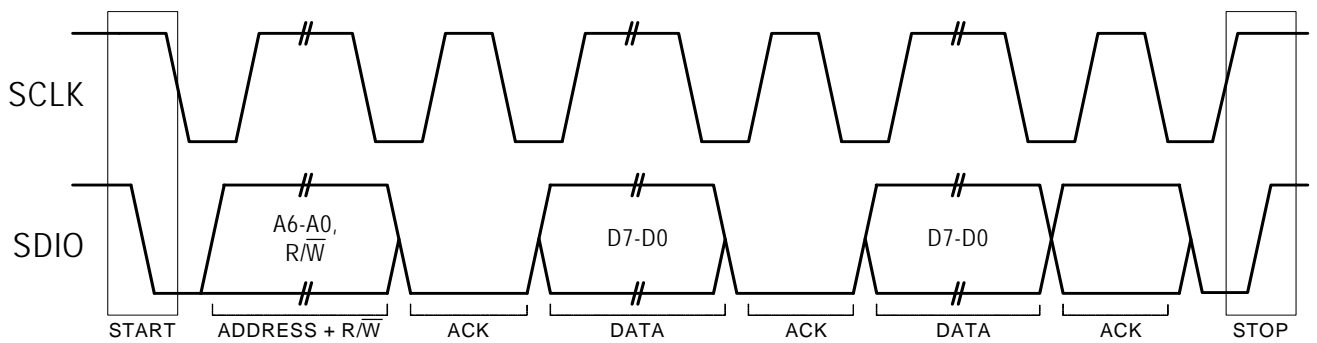 SCLK
SDIO
A6-A0,
R/W̅
D7-D0
D7-D0
START
ADDRESS + R/W̅
ACK
DATA
ACK
DATA
ACK
STOP